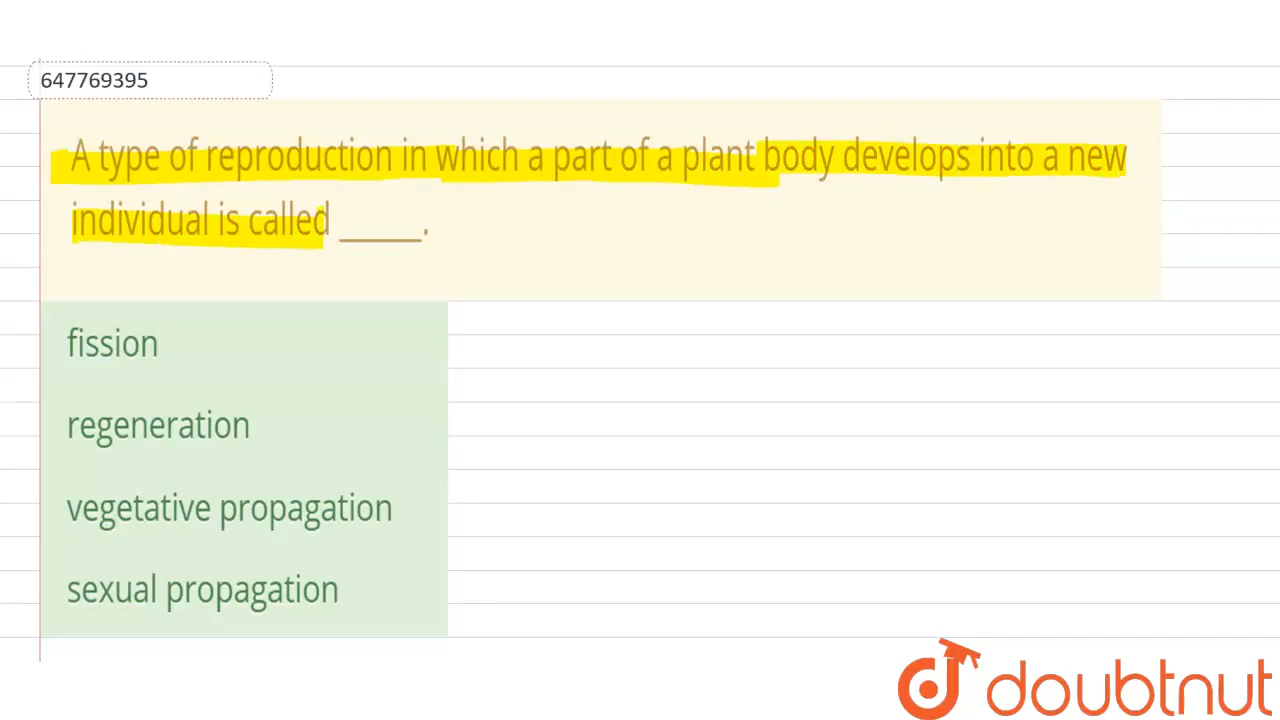 647769395
A type of reproduction in which a part of a plant body develops into a new
individual is called ______.
fission
regeneration
vegetative propagation
sexual propagation
doubtnut